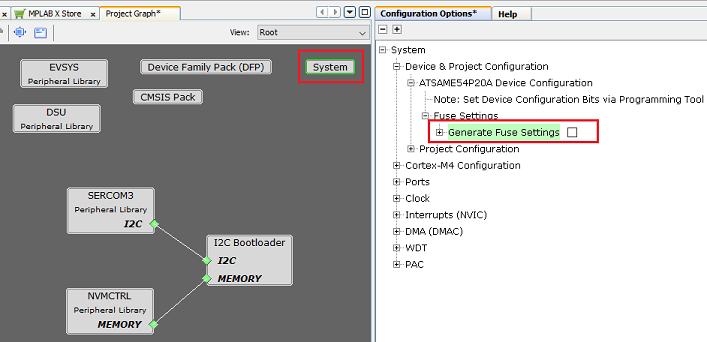 MPLAB X Store
Project Graph*
View:
Root
EVSYS
Peripheral Library
Device Family Pack (DFP)
System
CMSIS Pack
DSU
Peripheral Library
SERCOM3
Peripheral Library
I2C
I2C Bootloader
I2C
MEMORY
NVMCTRL
Peripheral Library
MEMORY
Configuration Options*
Help
System
Device & Project Configuration
ATSAME54P20A Device Configuration
Note: Set Device Configuration Bits via Programming Tool
Fuse Settings
Generate Fuse Settings
Project Configuration
Cortex-M4 Configuration
Ports
Clock
Interrupts (NVIC)
DMA (DMAC)
WDT
PAC